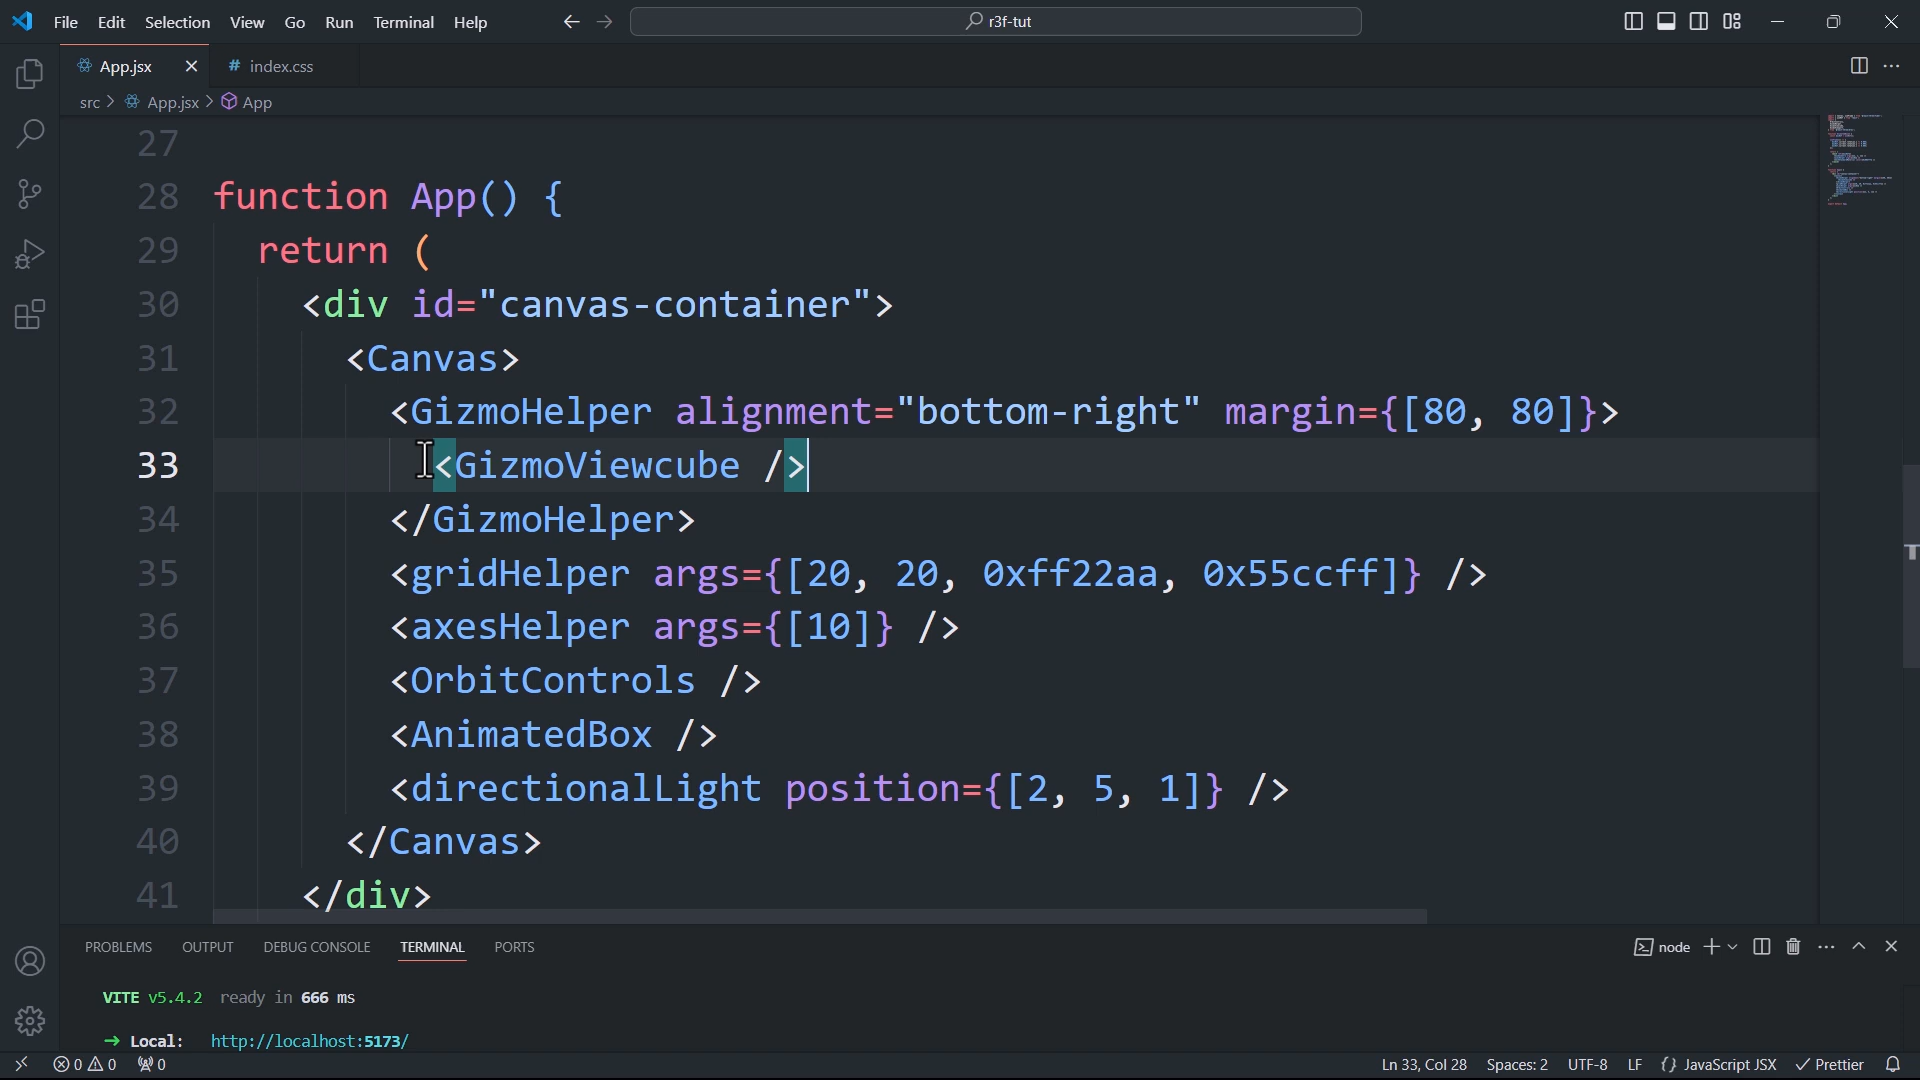 File Edit Selection View Go Run Terminal Help r3f-tut
App.jsx # index.css
src > App.jsx > App
27
28 function App() {
29 return (
30 <div id="canvas-container">
31 <Canvas>
32 <GizmoHelper alignment="bottom-right" margin={[80, 80]}>
33 <GizmoViewcube />
34 </GizmoHelper>
35 <gridHelper args={[20, 20, 0xff22aa, 0x55ccff]} />
36 <axesHelper args={[10]} />
37 <OrbitControls />
38 <AnimatedBox />
39 <directionalLight position={[2, 5, 1]} />
40 </Canvas>
41 </div>
PROBLEMS OUTPUT DEBUG CONSOLE TERMINAL PORTS node
VITE v5.4.2 ready in 666 ms
➜ Local: http://localhost:5173/
0 0 0 Ln 33, Col 28 Spaces: 2 UTF-8 LF {} JavaScript JSX ✓ Prettier